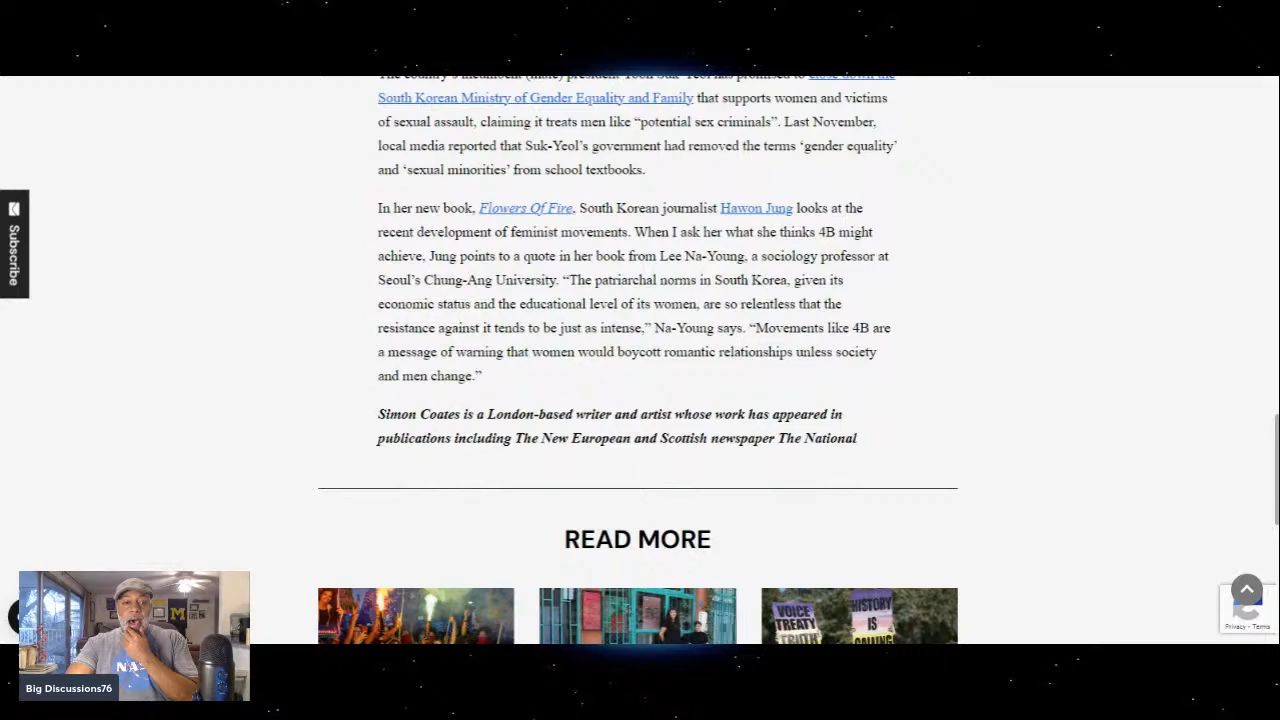 The country's incumbent (male) president Yoon Suk-Yeol has promised to close down the
South Korean Ministry of Gender Equality and Family that supports women and victims
of sexual assault, claiming it treats men like “potential sex criminals”. Last November,
local media reported that Suk-Yeol’s government had removed the terms ‘gender equality’
and ‘sexual minorities’ from school textbooks.
In her new book, Flowers Of Fire, South Korean journalist Hawon Jung looks at the
recent development of feminist movements. When I ask her what she thinks 4B might
achieve, Jung points to a quote in her book from Lee Na-Young, a sociology professor at
Seoul’s Chung-Ang University. “The patriarchal norms in South Korea, given its
economic status and the educational level of its women, are so relentless that the
resistance against it tends to be just as intense,” Na-Young says. “Movements like 4B are
a message of warning that women would boycott romantic relationships unless society
and men change.”
Simon Coates is a London-based writer and artist whose work has appeared in
publications including The New European and Scottish newspaper The National
Subscribe
READ MORE
VOICE
TREATY
TRUTH
HISTORY
IS
CALLING
Privacy - Terms
M
NA
Big Discussions76